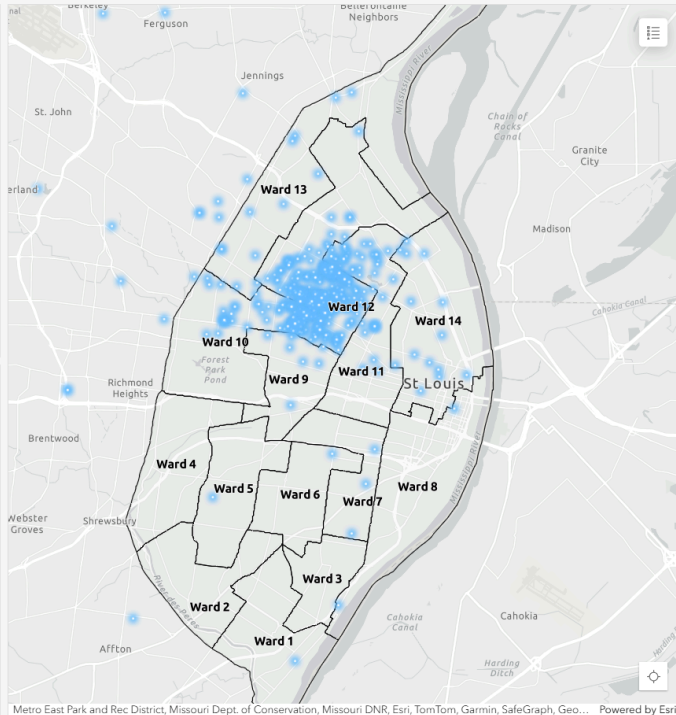 Berkeley
Ferguson
Bellefontaine
Neighbors
Jennings
Mississippi River
St. John
Chain of
Rocks
Canal
Granite
City
erland
Ward 13
Madison
Cahokia Canal
Ward 12
Ward 14
Ward 10
Forest
Park
Pond
Ward 9
Ward 11
St Louis
Richmond
Heights
Brentwood
Ward 4
Ward 5
Ward 6
Ward 7
Ward 8
Mississippi River
Webster
Groves
Shrewsbury
Ward 3
River des Peres
Ward 2
Cahokia
Canal
Cahokia
Affton
Ward 1
Harding
Ditch
Harding
Metro East Park and Rec District, Missouri Dept. of Conservation, Missouri DNR, Esri, TomTom, Garmin, SafeGraph, Geo... Powered by Esri